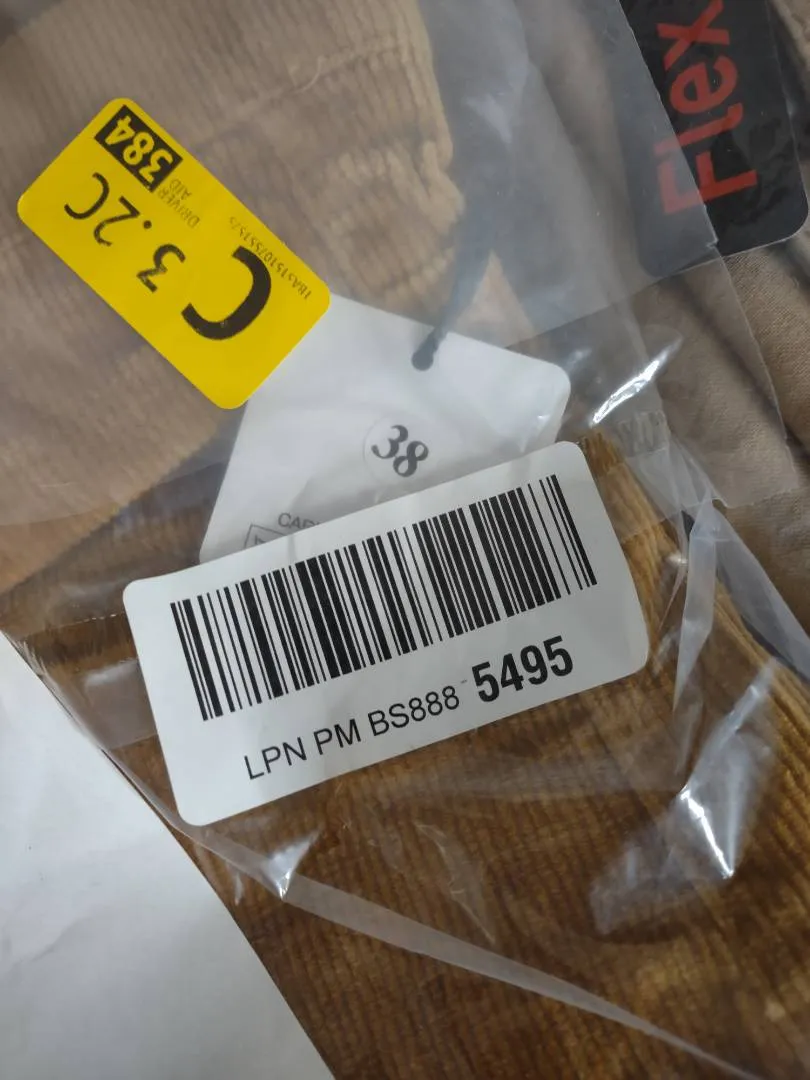 Flex
384
DRIVER
AID
C 3.2C
C
38
LPN PM BS888 5495